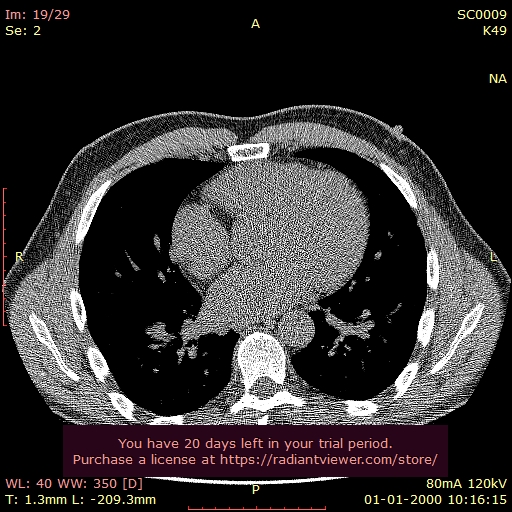 Im: 19/29
Se: 2
A
SC0009
K49
NA
R
L
You have 20 days left in your trial period.
Purchase a license at https://radiantviewer.com/store/
WL: 40 WW: 350 [D]
T: 1.3mm L: -209.3mm
P
80mA 120kV
01-01-2000 10:16:15